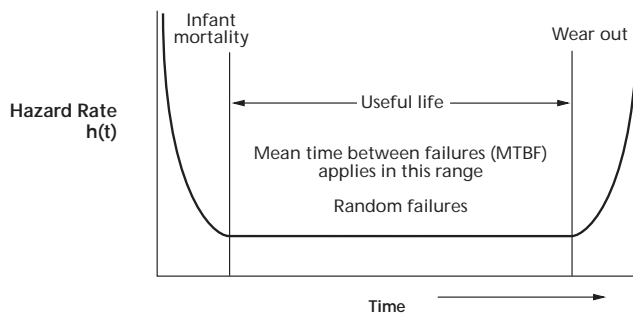 Infant
mortality
Wear out
Hazard Rate
h(t)
Useful life
Mean time between failures (MTBF)
applies in this range
Random failures
Time